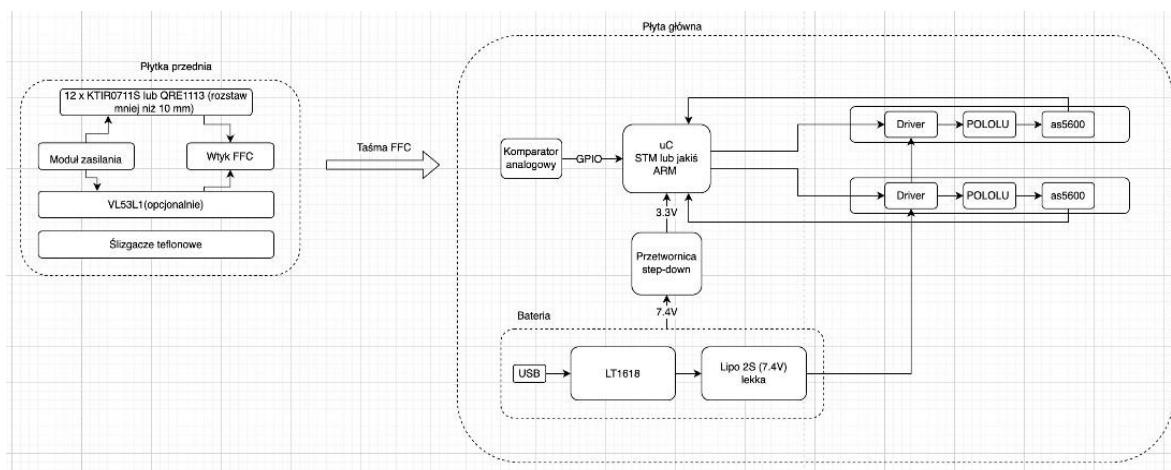 Płyta główna
Płytka przednia
12 x KTIR0711S lub QRE1113 (rozstaw
mniej niż 10 mm)
Moduł zasilania
Wtyk FFC
VL53L1(opcjonalnie)
Ślizgacze teflonowe
Taśma FFC
Komparator
analogowy
GPIO
uC
STM lub jakiś
ARM
Driver
POLOLU
as5600
Driver
POLOLU
as5600
3.3V
Przetwornica
step-down
7.4V
Bateria
USB
LT1618
Lipo 2S (7.4V)
lekka